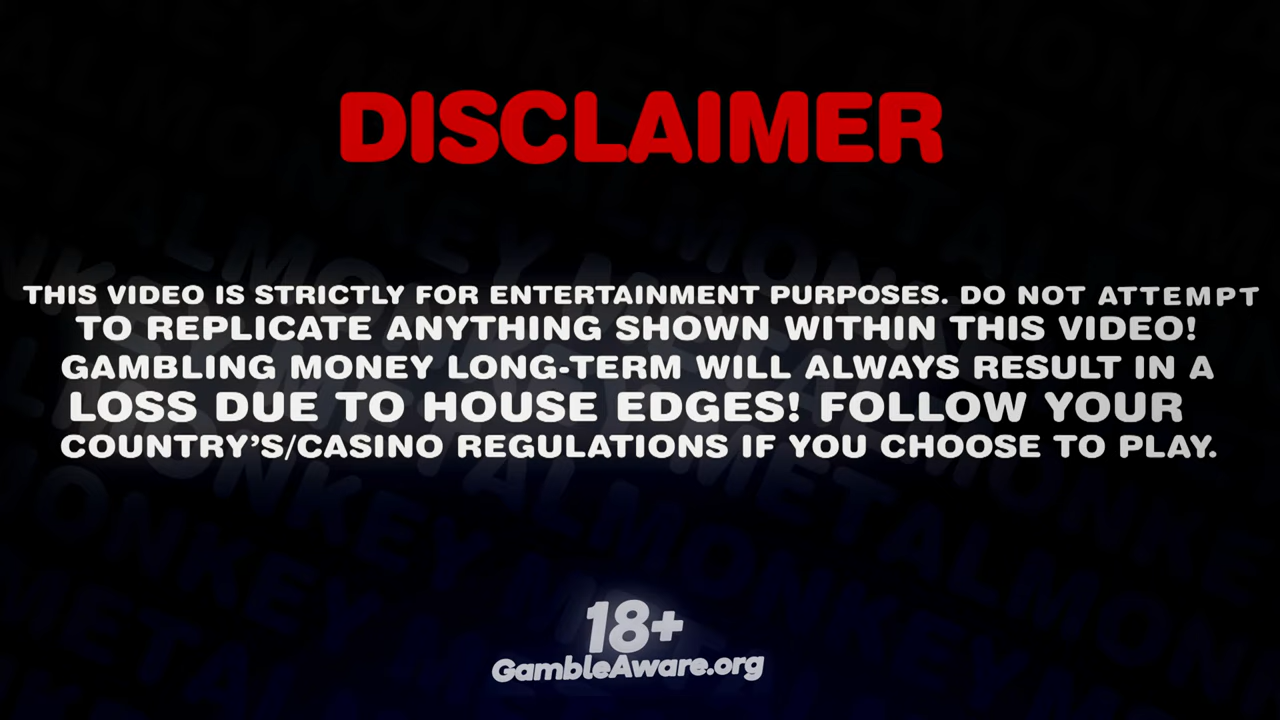 DISCLAIMER
THIS VIDEO IS STRICTLY FOR ENTERTAINMENT PURPOSES. DO NOT ATTEMPT
TO REPLICATE ANYTHING SHOWN WITHIN THIS VIDEO!
GAMBLING MONEY LONG-TERM WILL ALWAYS RESULT IN A
LOSS DUE TO HOUSE EDGES! FOLLOW YOUR
COUNTRY'S/CASINO REGULATIONS IF YOU CHOOSE TO PLAY.
18+
GambleAware.org